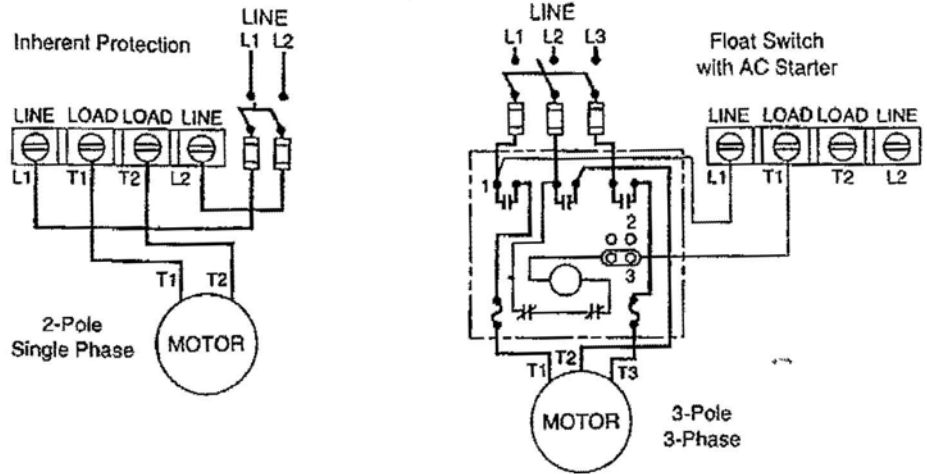 Inherent Protection
LINE
L1 L2
LINE LOAD LOAD LINE
L1 T1 T2 L2
T1 T2
2-Pole
Single Phase
MOTOR
LINE
L1 L2 L3
Float Switch
with AC Starter
LINE LOAD LOAD LINE
L1 T1 T2 L2
1
2
3
T1 T2 T3
MOTOR
3-Pole
3-Phase